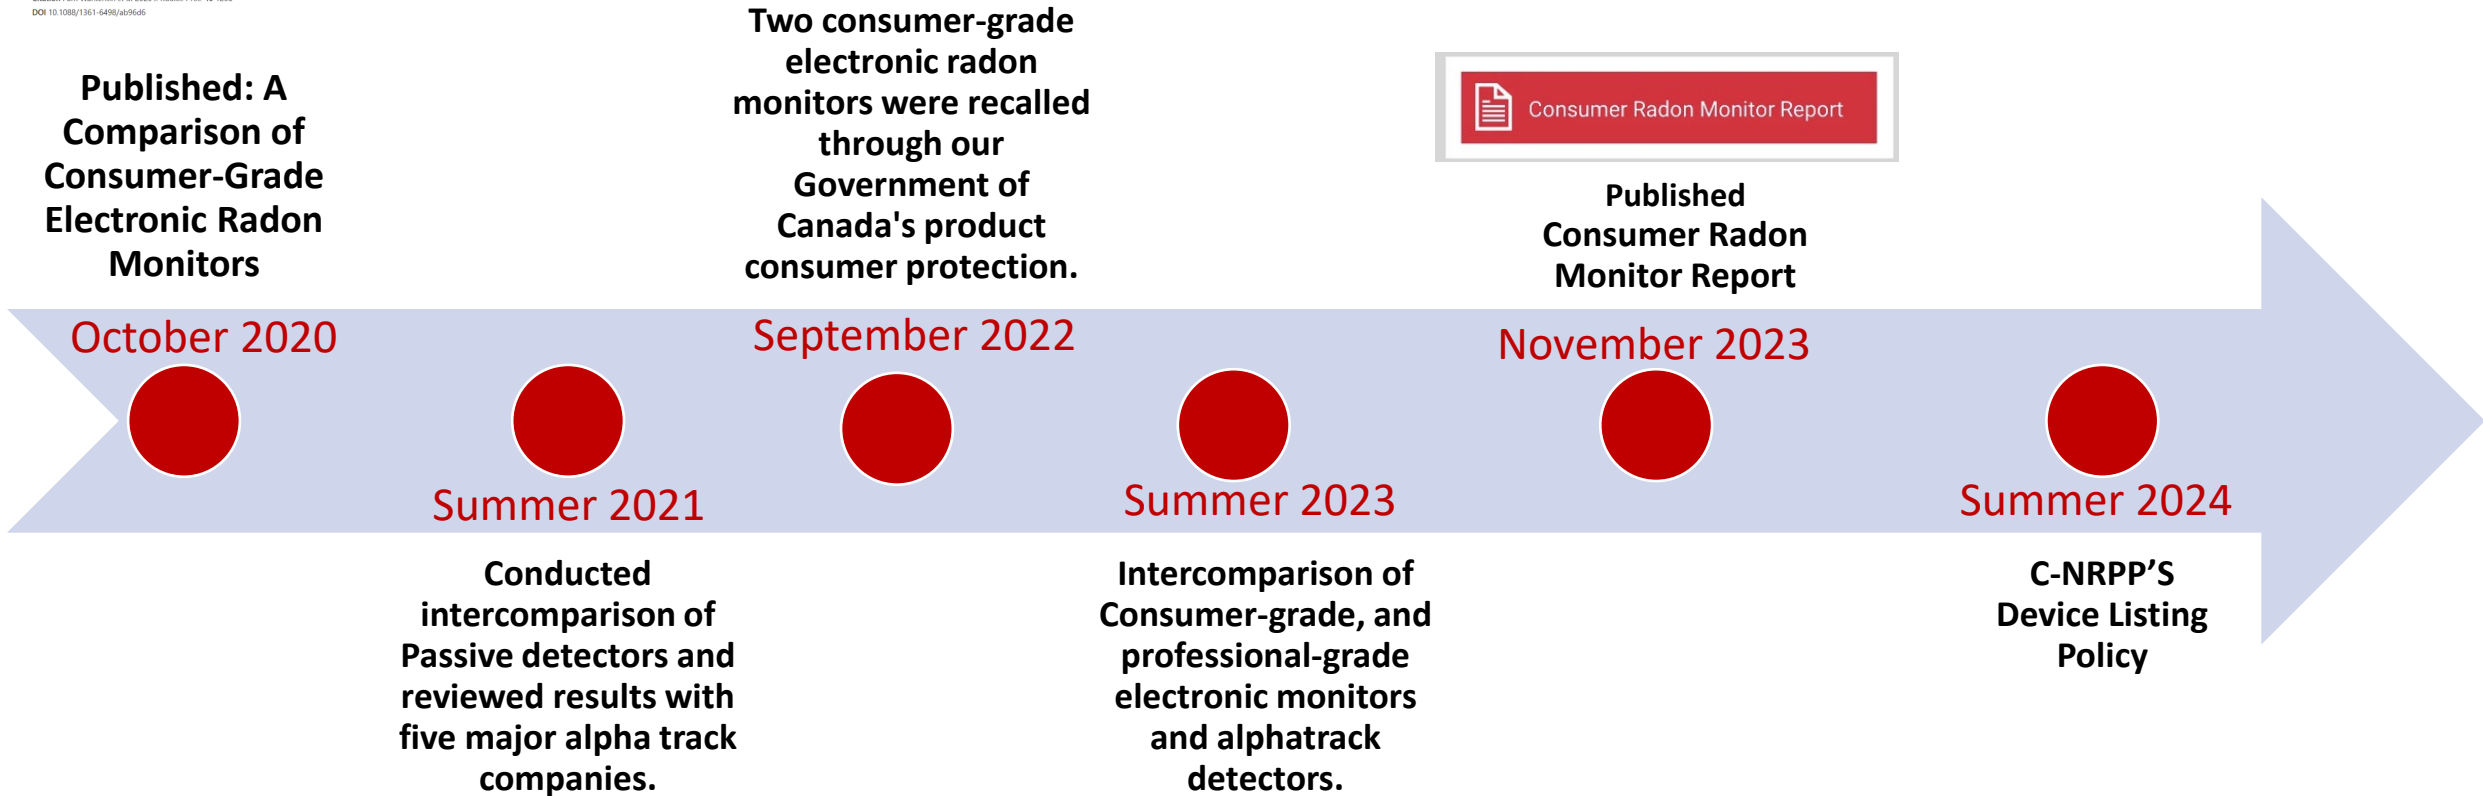 DOI 10.1088/1361-6498/ab96d6
Published: A
Comparison of
Consumer-Grade
Electronic Radon
Monitors
October 2020
Summer 2021
Conducted
intercomparison of
Passive detectors and
reviewed results with
five major alpha track
companies.
Two consumer-grade
electronic radon
monitors were recalled
through our
Government of
Canada's product
consumer protection.
September 2022
Summer 2023
Intercomparison of
Consumer-grade, and
professional-grade
electronic monitors
and alphatrack
detectors.
Consumer Radon Monitor Report
Published
Consumer Radon
Monitor Report
November 2023
Summer 2024
C-NRPP’S
Device Listing
Policy